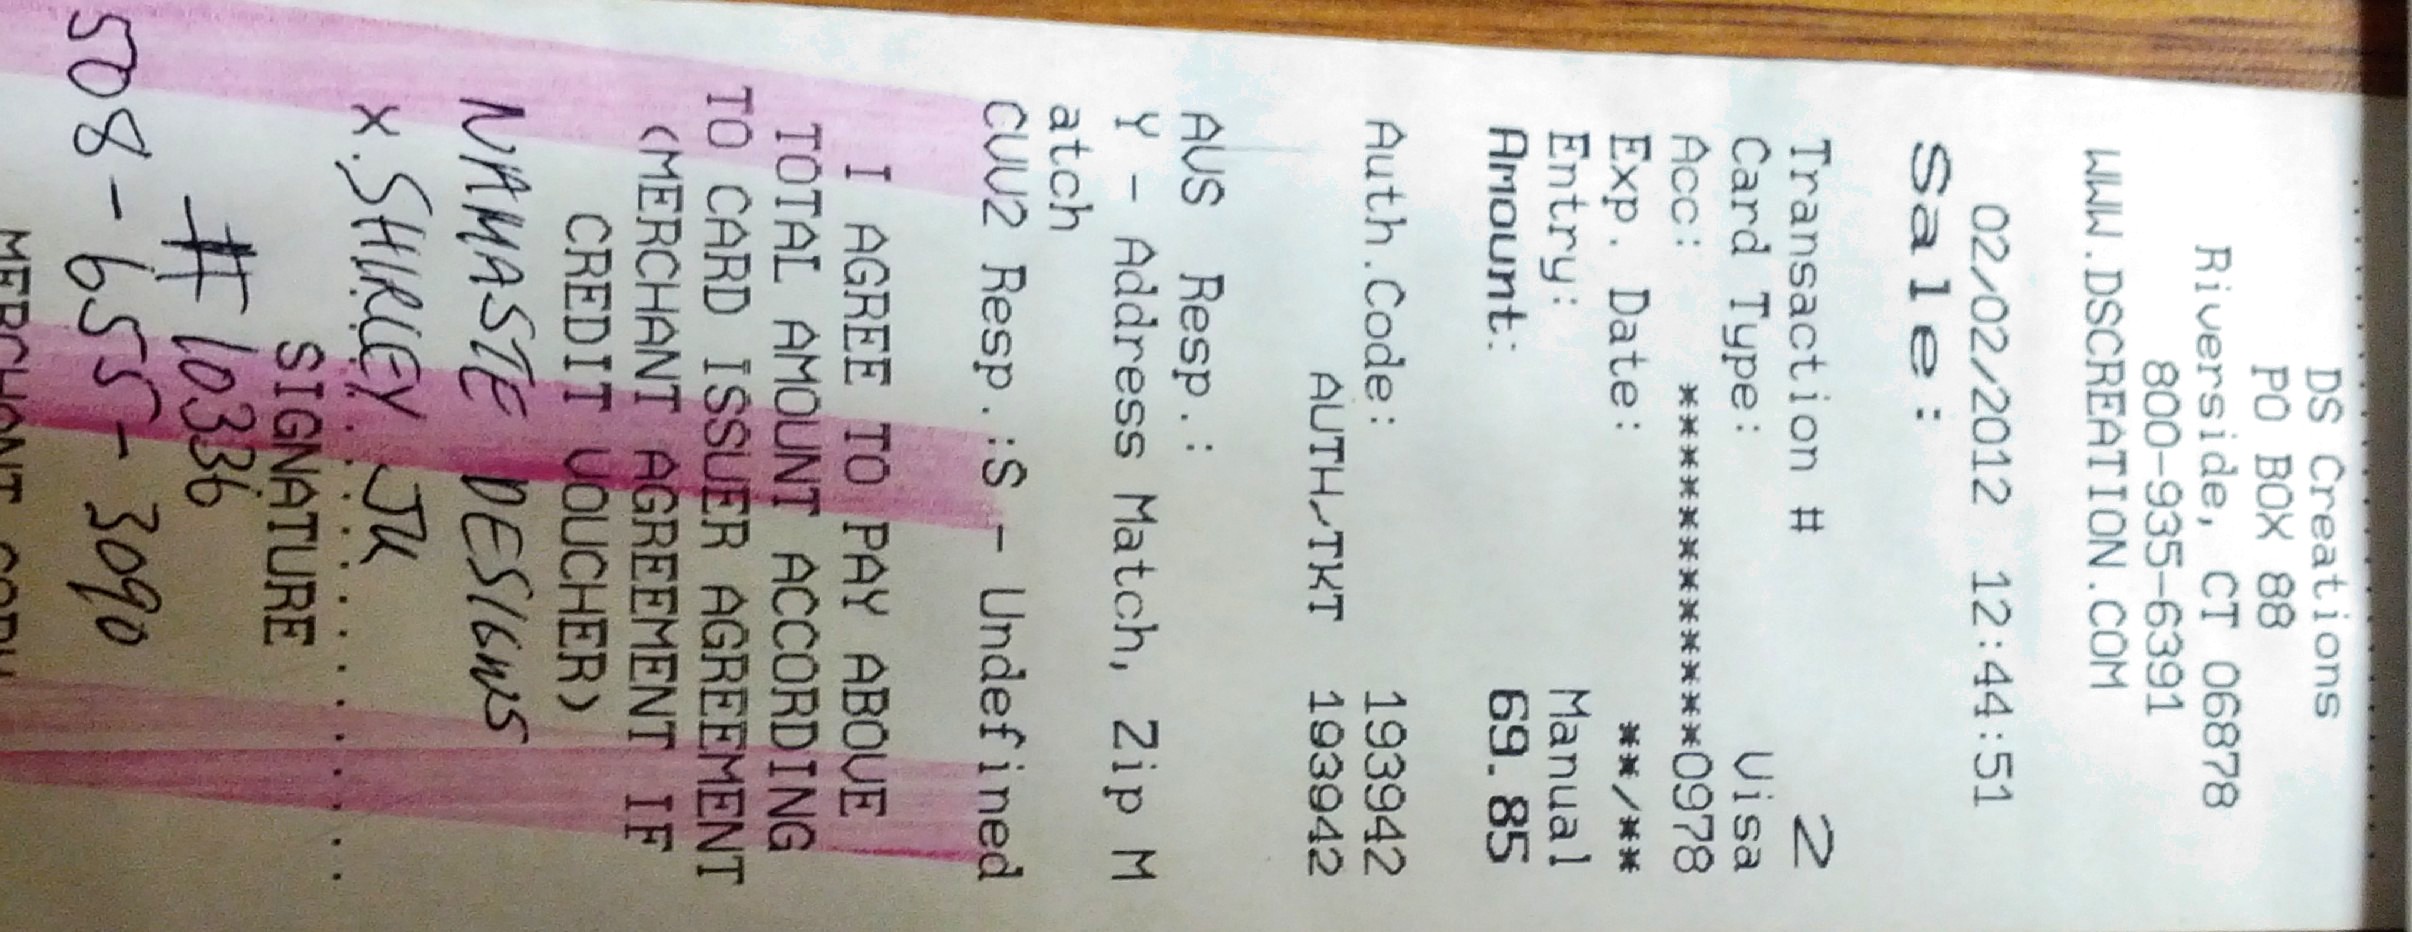 DS Creations
PO BOX 88
Riverside, CT 06878
800-935-6391
WWW.DSCREATION.COM
02/02/2012 12:44:51
Sale:
Transaction # 2
Card Type: Visa
Acc: ************0978
Exp. Date: **/**
Entry: Manual
Amount: 69.85
Auth.Code: 193942
AUTH/TKT 193942
AVS Resp.:
Y - Address Match, Zip M
atch
CVV2 Resp.:S - Undefined
I AGREE TO PAY ABOVE
TOTAL AMOUNT ACCORDING
TO CARD ISSUER AGREEMENT
(MERCHANT AGREEMENT IF
CREDIT VOUCHER)
NAMASTE DESIGNS
X.SHIRLEY
SIGNATURE
#10336
508-655-3090
MERCHANT COPY